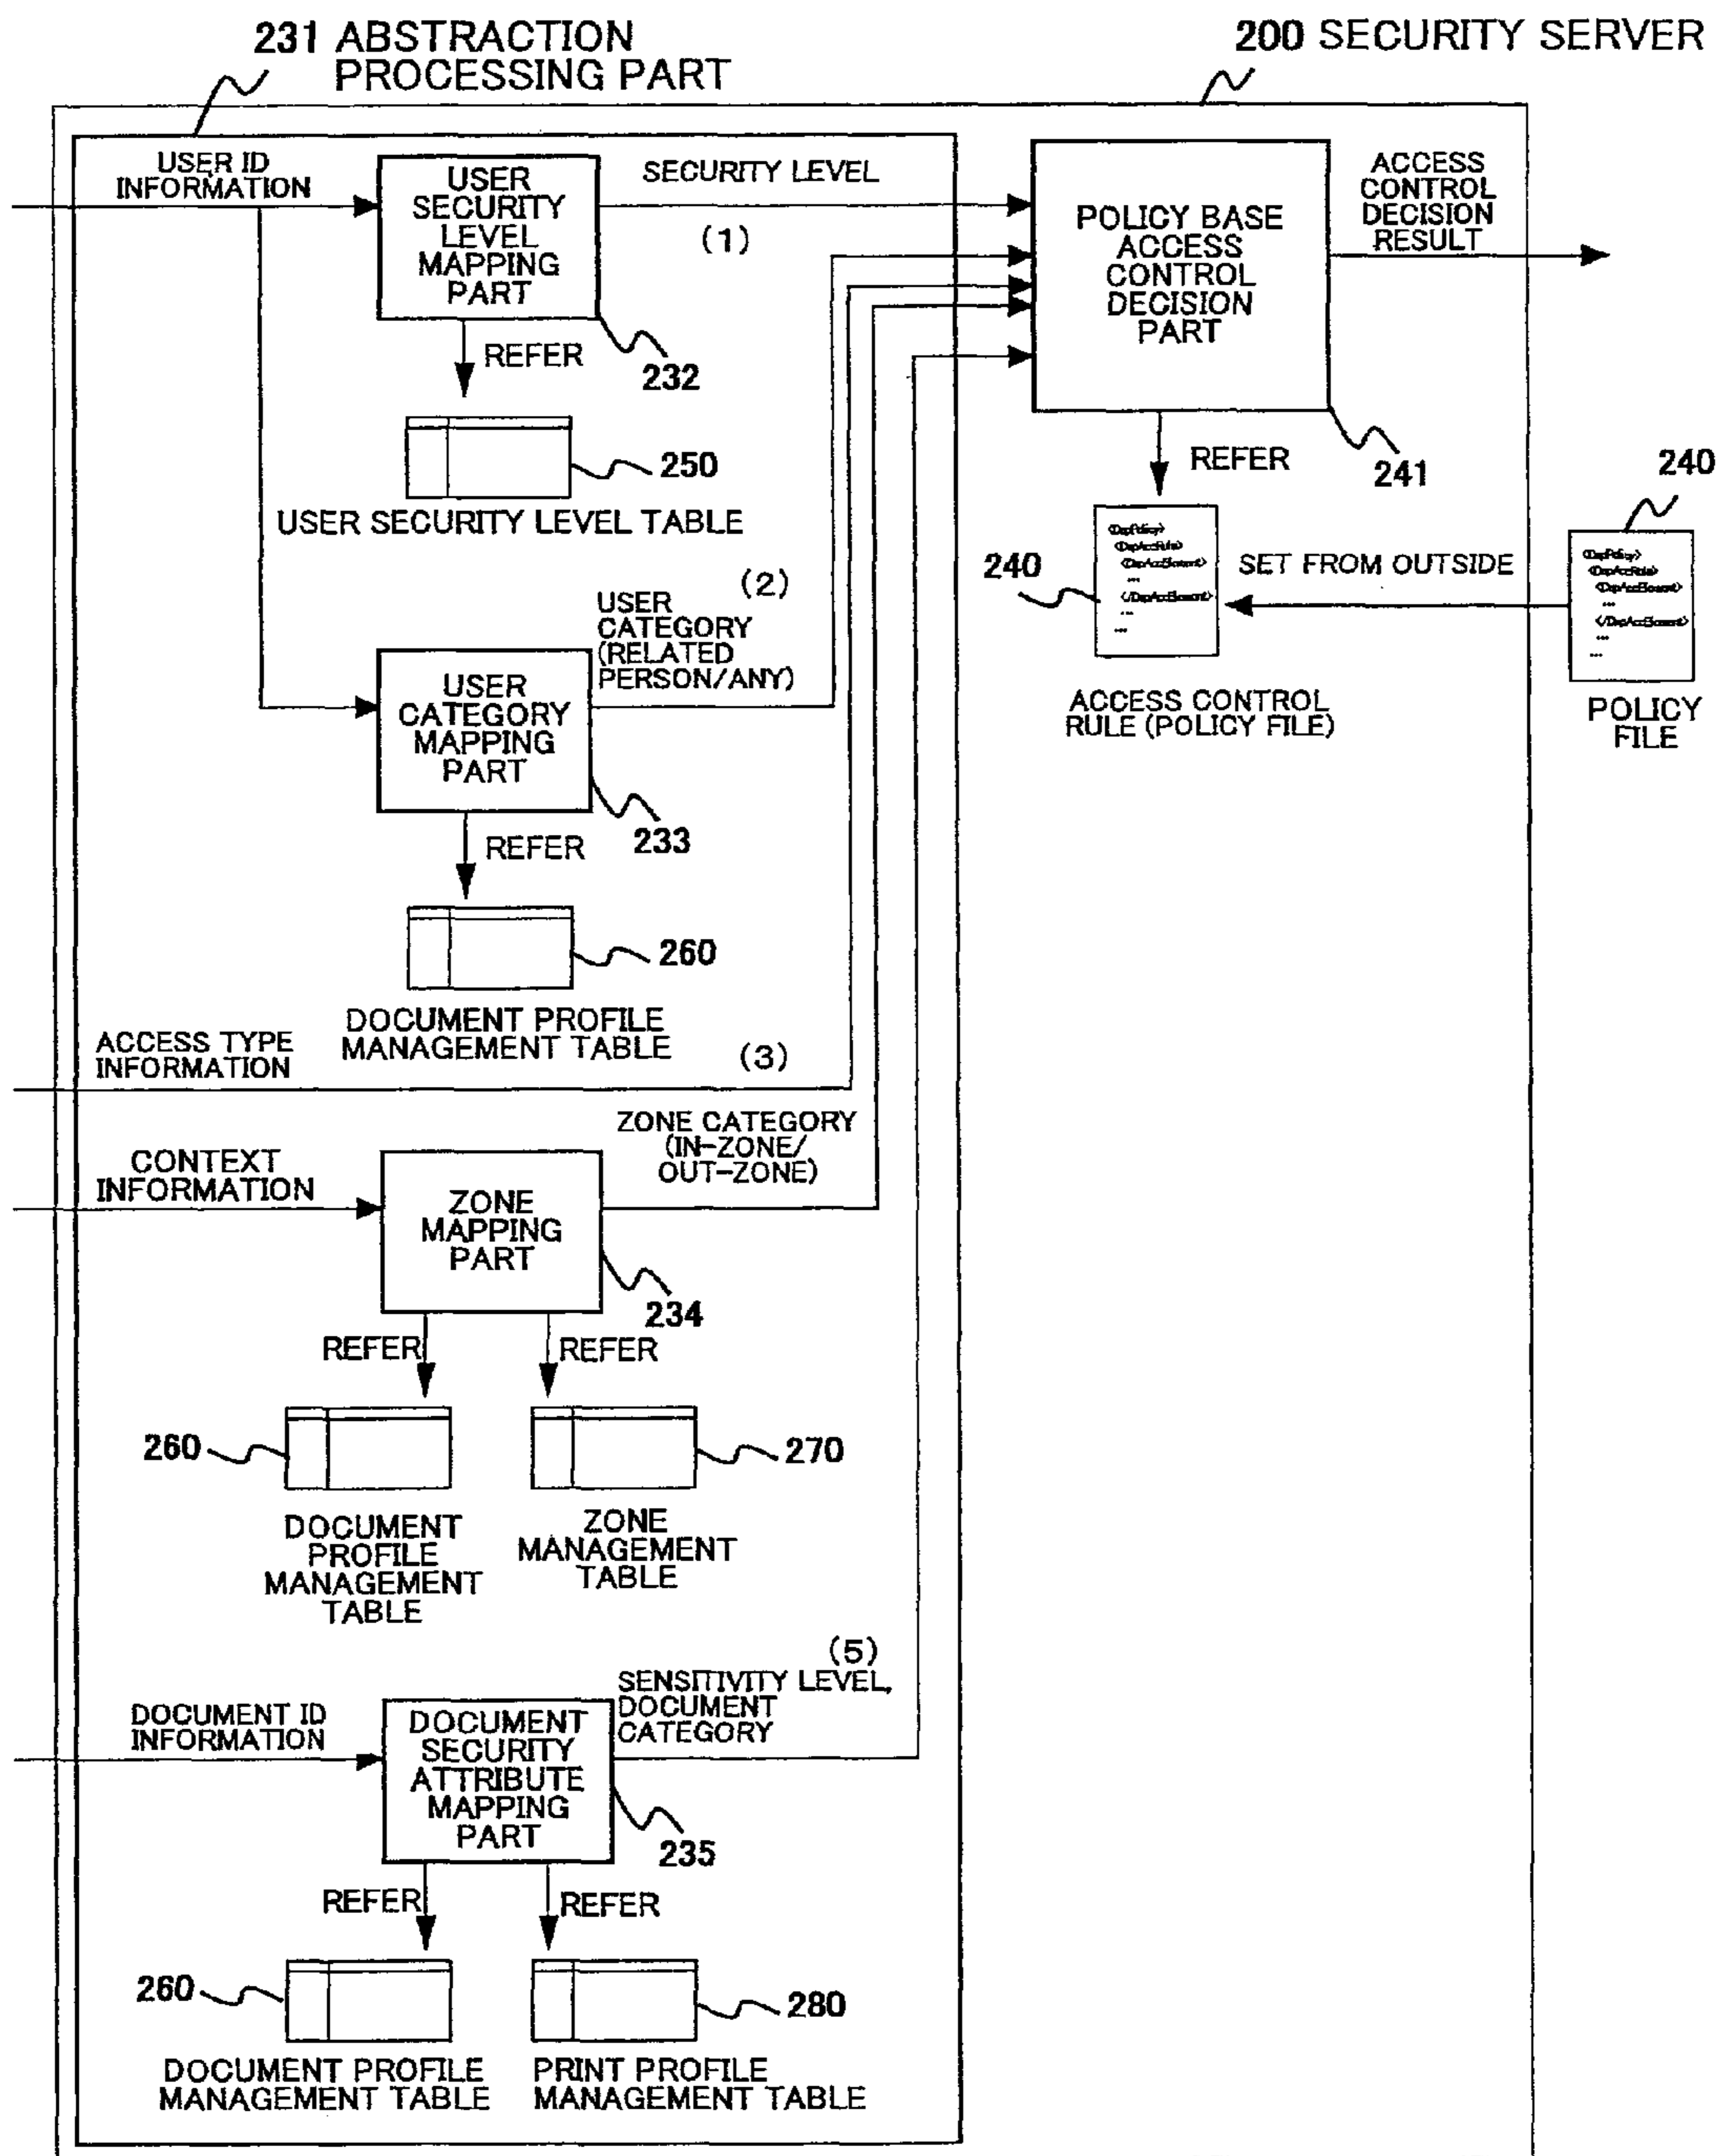 231 ABSTRACTION
PROCESSING PART
200 SECURITY SERVER
USER ID
INFORMATION
USER
SECURITY
LEVEL
MAPPING
PART
SECURITY LEVEL
(1)
POLICY BASE
ACCESS
CONTROL
DECISION
PART
ACCESS
CONTROL
DECISION
RESULT
REFER
232
250
USER SECURITY LEVEL TABLE
REFER
241
240
240
SET FROM OUTSIDE
...
...
...
...
...
...
ACCESS CONTROL
RULE (POLICY FILE)
POLICY
FILE
(2)
USER
CATEGORY
(RELATED
PERSON/ANY)
USER
CATEGORY
MAPPING
PART
REFER
233
260
DOCUMENT PROFILE
MANAGEMENT TABLE
ACCESS TYPE
INFORMATION
(3)
ZONE CATEGORY
(IN-ZONE/
OUT-ZONE)
CONTEXT
INFORMATION
ZONE
MAPPING
PART
234
REFER
REFER
260
270
DOCUMENT
PROFILE
MANAGEMENT
TABLE
ZONE
MANAGEMENT
TABLE
(5)
SENSITIVITY LEVEL,
DOCUMENT
CATEGORY
DOCUMENT ID
INFORMATION
DOCUMENT
SECURITY
ATTRIBUTE
MAPPING
PART
235
REFER
REFER
260
280
DOCUMENT PROFILE
MANAGEMENT TABLE
PRINT PROFILE
MANAGEMENT TABLE